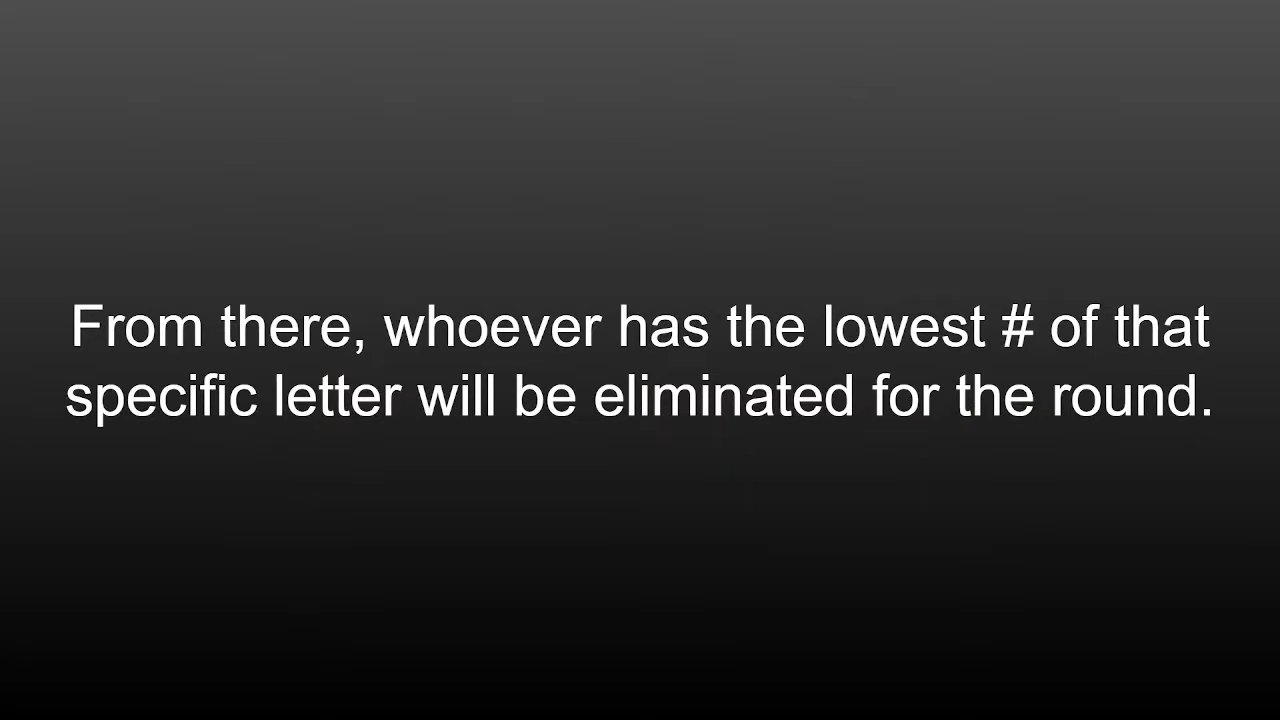 From there, whoever has the lowest # of that
specific letter will be eliminated for the round.